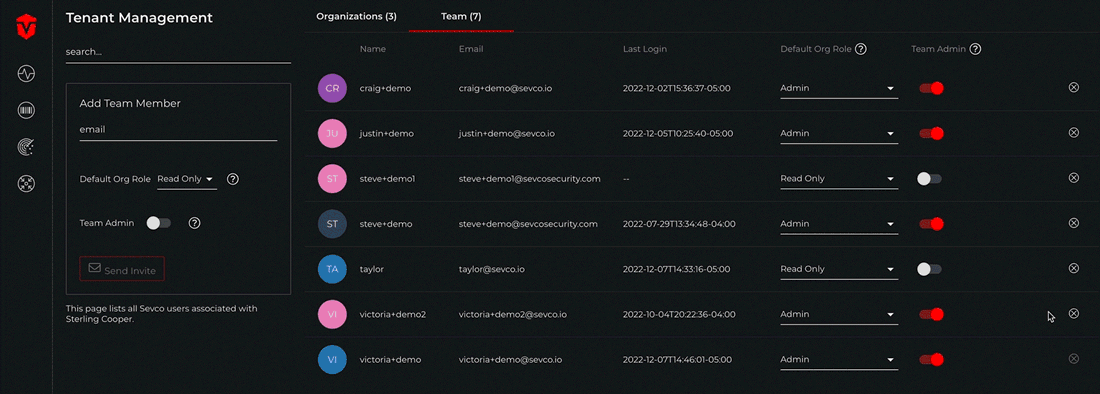 Tenant Management
search...
Add Team Member
email
Default Org Role Read Only ?
Team Admin ?
Send Invite
This page lists all Sevco users associated with
Sterling Cooper.
Organizations (3) Team (7)
Name Email Last Login Default Org Role ? Team Admin ?
CR craig+demo craig+demo@sevco.io 2022-12-02T15:36:37-05:00 Admin
JU justin+demo justin+demo@sevco.io 2022-12-05T10:25:40-05:00 Admin
ST steve+demo1 steve+demo1@sevcosecurity.com -- Read Only
ST steve+demo steve+demo@sevcosecurity.com 2022-07-29T13:34:48-04:00 Admin
TA taylor taylor@sevco.io 2022-12-07T14:33:16-05:00 Read Only
VI victoria+demo2 victoria+demo2@sevco.io 2022-10-04T20:22:36-04:00 Admin
VI victoria+demo victoria+demo@sevco.io 2022-12-07T14:46:01-05:00 Admin